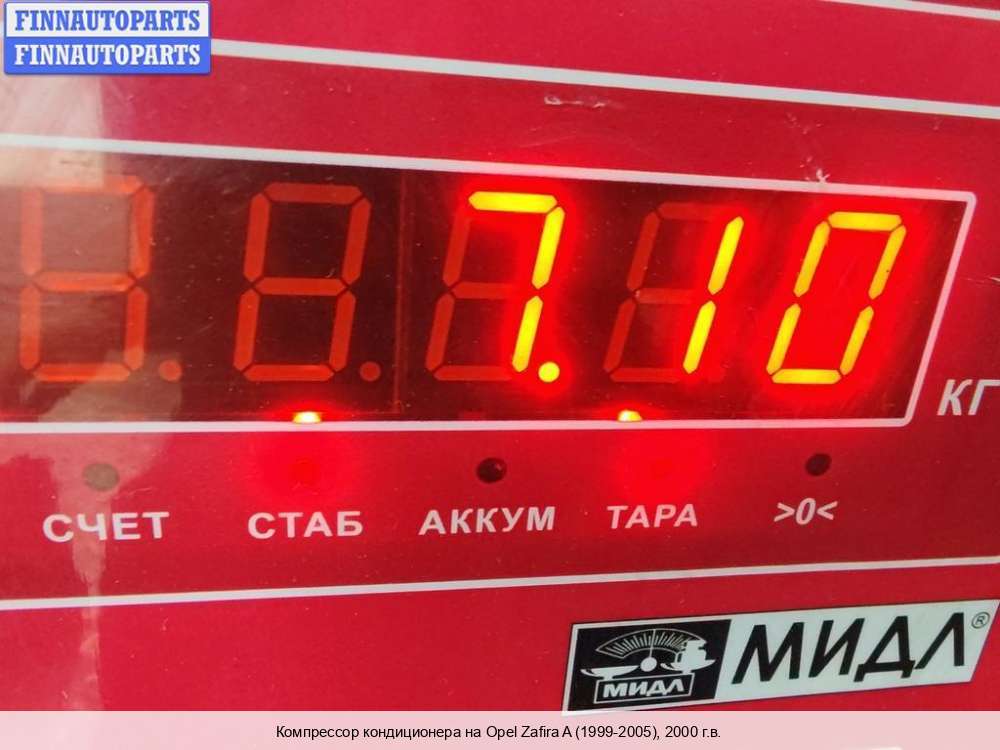 FINNAUTOPARTS
FINNAUTOPARTS
7.10
КГ
СЧЕТ СТАБ АККУМ ТАРА >0<
МИДЛ МИДЛ®
Компрессор кондиционера на Opel Zafira A (1999-2005), 2000 г.в.